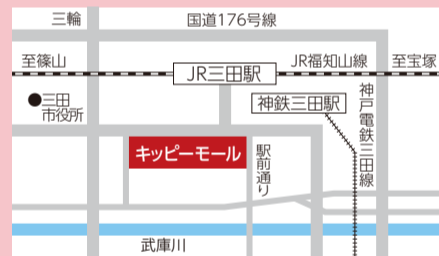 三輪
国道176号線
至篠山
JR三田駅
JR福知山線
至宝塚
●三田
市役所
神鉄三田駅
神戸電鉄三田線
キッピーモール
駅前通り
武庫川